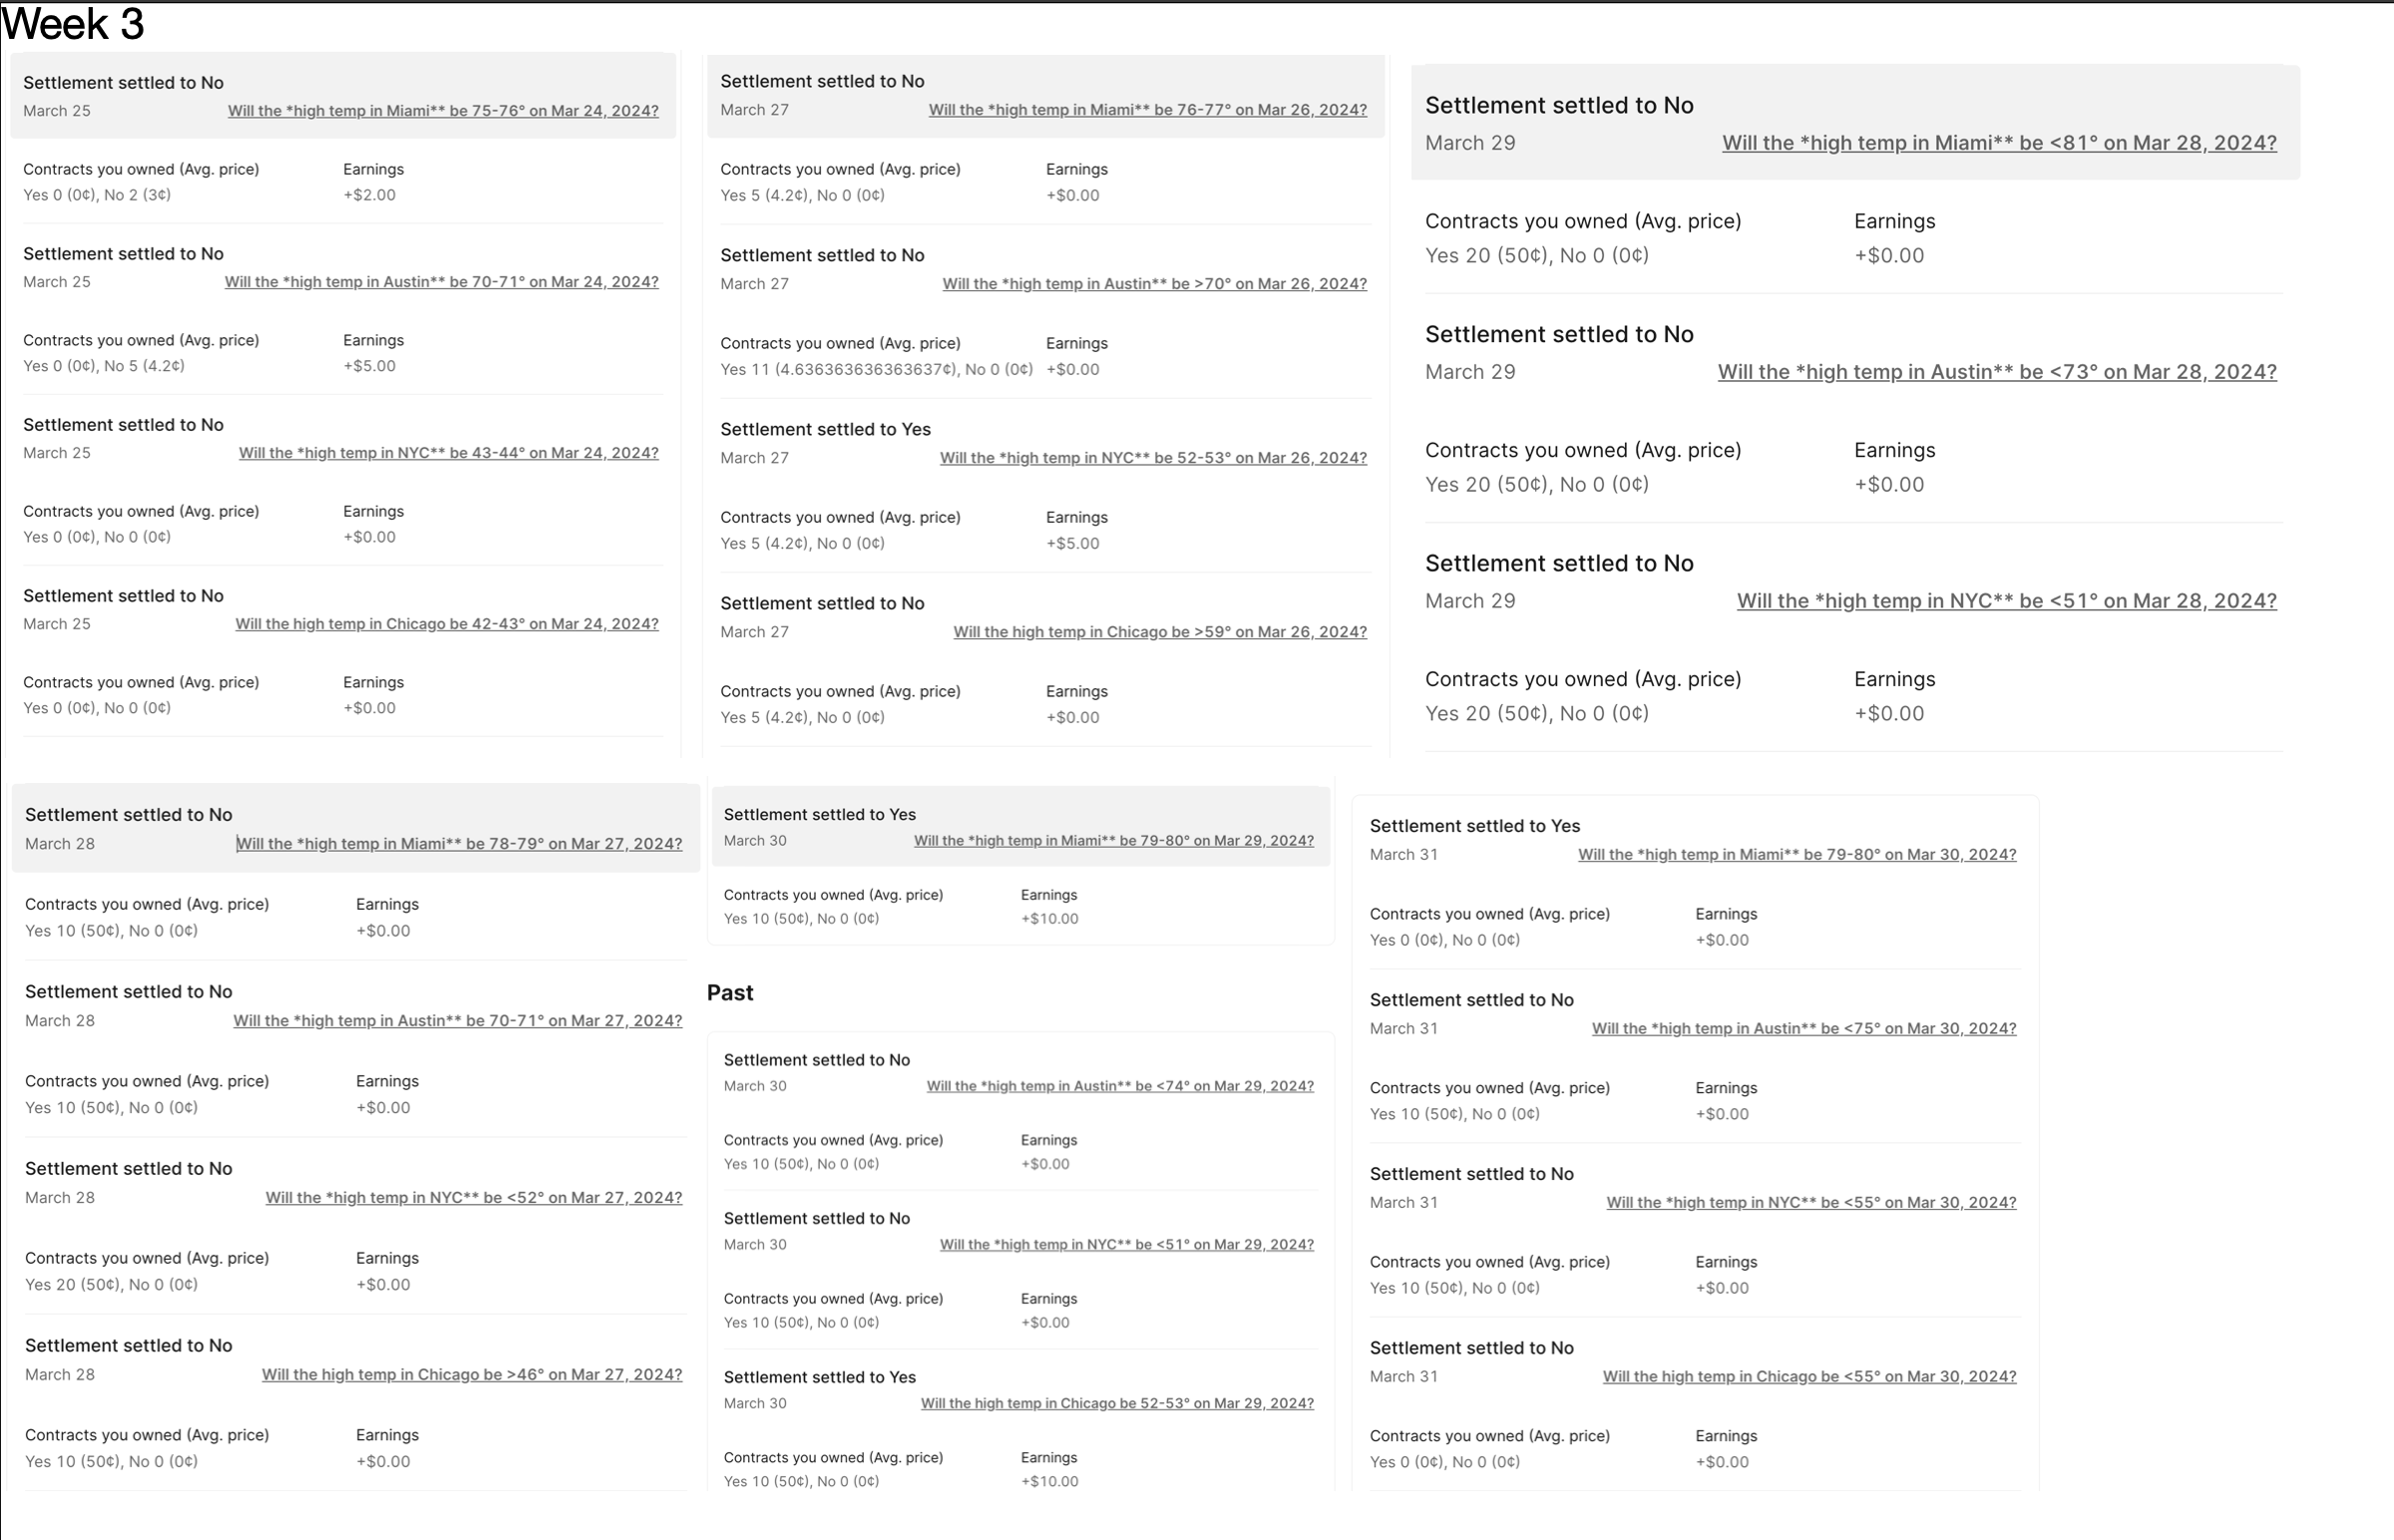 Week 3
Settlement settled to No
March 25 Will the *high temp in Miami** be 75-76° on Mar 24, 2024?
Contracts you owned (Avg. price) Earnings
Yes 0 (0¢), No 2 (3¢) +$2.00
Settlement settled to No
March 25 Will the *high temp in Austin** be 70-71° on Mar 24, 2024?
Contracts you owned (Avg. price) Earnings
Yes 0 (0¢), No 5 (4.2¢) +$5.00
Settlement settled to No
March 25 Will the *high temp in NYC** be 43-44° on Mar 24, 2024?
Contracts you owned (Avg. price) Earnings
Yes 0 (0¢), No 0 (0¢) +$0.00
Settlement settled to No
March 25 Will the high temp in Chicago be 42-43° on Mar 24, 2024?
Contracts you owned (Avg. price) Earnings
Yes 0 (0¢), No 0 (0¢) +$0.00
Settlement settled to No
March 27 Will the *high temp in Miami** be 76-77° on Mar 26, 2024?
Contracts you owned (Avg. price) Earnings
Yes 5 (4.2¢), No 0 (0¢) +$0.00
Settlement settled to No
March 27 Will the *high temp in Austin** be >70° on Mar 26, 2024?
Contracts you owned (Avg. price) Earnings
Yes 11 (4.636363636363637¢), No 0 (0¢) +$0.00
Settlement settled to Yes
March 27 Will the *high temp in NYC** be 52-53° on Mar 26, 2024?
Contracts you owned (Avg. price) Earnings
Yes 5 (4.2¢), No 0 (0¢) +$5.00
Settlement settled to No
March 27 Will the high temp in Chicago be >59° on Mar 26, 2024?
Contracts you owned (Avg. price) Earnings
Yes 5 (4.2¢), No 0 (0¢) +$0.00
Settlement settled to No
March 29 Will the *high temp in Miami** be <81° on Mar 28, 2024?
Contracts you owned (Avg. price) Earnings
Yes 20 (50¢), No 0 (0¢) +$0.00
Settlement settled to No
March 29 Will the *high temp in Austin** be <73° on Mar 28, 2024?
Contracts you owned (Avg. price) Earnings
Yes 20 (50¢), No 0 (0¢) +$0.00
Settlement settled to No
March 29 Will the *high temp in NYC** be <51° on Mar 28, 2024?
Contracts you owned (Avg. price) Earnings
Yes 20 (50¢), No 0 (0¢) +$0.00
Settlement settled to No
March 28 Will the *high temp in Miami** be 78-79° on Mar 27, 2024?
Contracts you owned (Avg. price) Earnings
Yes 10 (50¢), No 0 (0¢) +$0.00
Settlement settled to No
March 28 Will the *high temp in Austin** be 70-71° on Mar 27, 2024?
Contracts you owned (Avg. price) Earnings
Yes 10 (50¢), No 0 (0¢) +$0.00
Settlement settled to No
March 28 Will the *high temp in NYC** be <52° on Mar 27, 2024?
Contracts you owned (Avg. price) Earnings
Yes 20 (50¢), No 0 (0¢) +$0.00
Settlement settled to No
March 28 Will the high temp in Chicago be >46° on Mar 27, 2024?
Contracts you owned (Avg. price) Earnings
Yes 10 (50¢), No 0 (0¢) +$0.00
Settlement settled to Yes
March 30 Will the *high temp in Miami** be 79-80° on Mar 29, 2024?
Contracts you owned (Avg. price) Earnings
Yes 10 (50¢), No 0 (0¢) +$10.00
Past
Settlement settled to No
March 30 Will the *high temp in Austin** be <74° on Mar 29, 2024?
Contracts you owned (Avg. price) Earnings
Yes 10 (50¢), No 0 (0¢) +$0.00
Settlement settled to No
March 30 Will the *high temp in NYC** be <51° on Mar 29, 2024?
Contracts you owned (Avg. price) Earnings
Yes 10 (50¢), No 0 (0¢) +$0.00
Settlement settled to Yes
March 30 Will the high temp in Chicago be 52-53° on Mar 29, 2024?
Contracts you owned (Avg. price) Earnings
Yes 10 (50¢), No 0 (0¢) +$10.00
Settlement settled to Yes
March 31 Will the *high temp in Miami** be 79-80° on Mar 30, 2024?
Contracts you owned (Avg. price) Earnings
Yes 0 (0¢), No 0 (0¢) +$0.00
Settlement settled to No
March 31 Will the *high temp in Austin** be <75° on Mar 30, 2024?
Contracts you owned (Avg. price) Earnings
Yes 10 (50¢), No 0 (0¢) +$0.00
Settlement settled to No
March 31 Will the *high temp in NYC** be <55° on Mar 30, 2024?
Contracts you owned (Avg. price) Earnings
Yes 10 (50¢), No 0 (0¢) +$0.00
Settlement settled to No
March 31 Will the high temp in Chicago be <55° on Mar 30, 2024?
Contracts you owned (Avg. price) Earnings
Yes 0 (0¢), No 0 (0¢) +$0.00